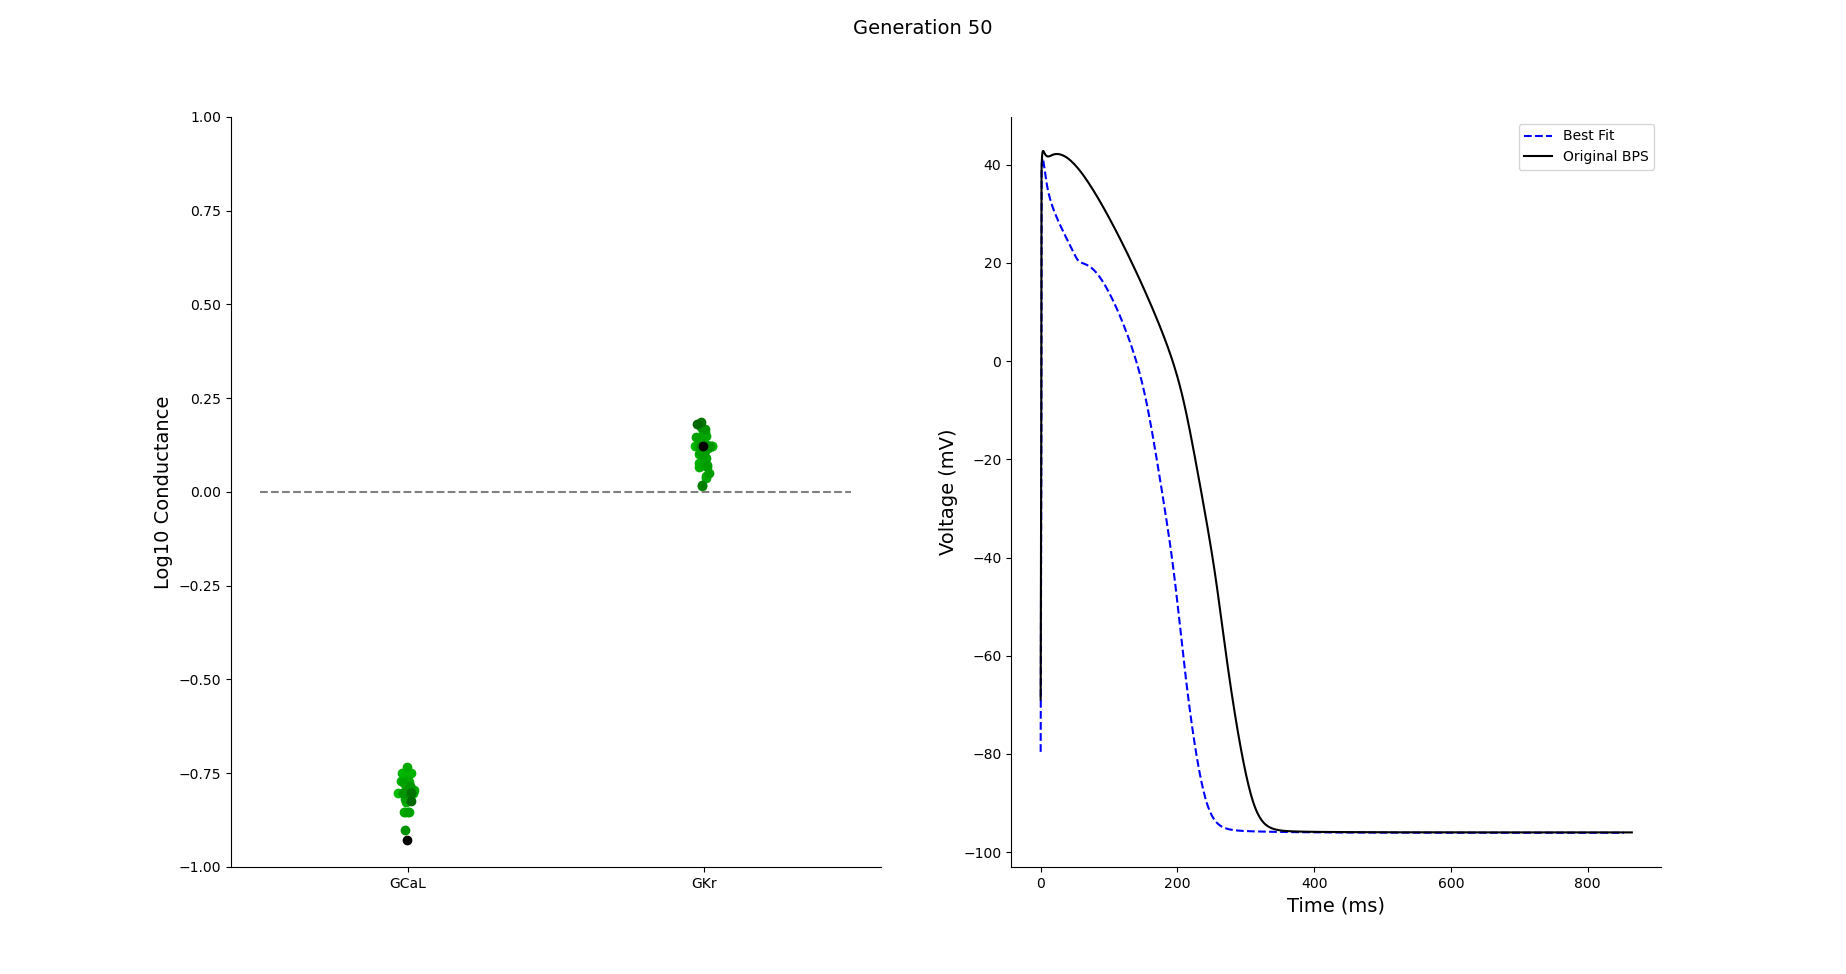 Generation 50
1.00
0.75
0.50
0.25
0.00
−0.25
−0.50
−0.75
−1.00
Log10 Conductance
GCaL GKr
Best Fit
Original BPS
40
20
0
−20
−40
−60
−80
−100
Voltage (mV)
0 200 400 600 800
Time (ms)